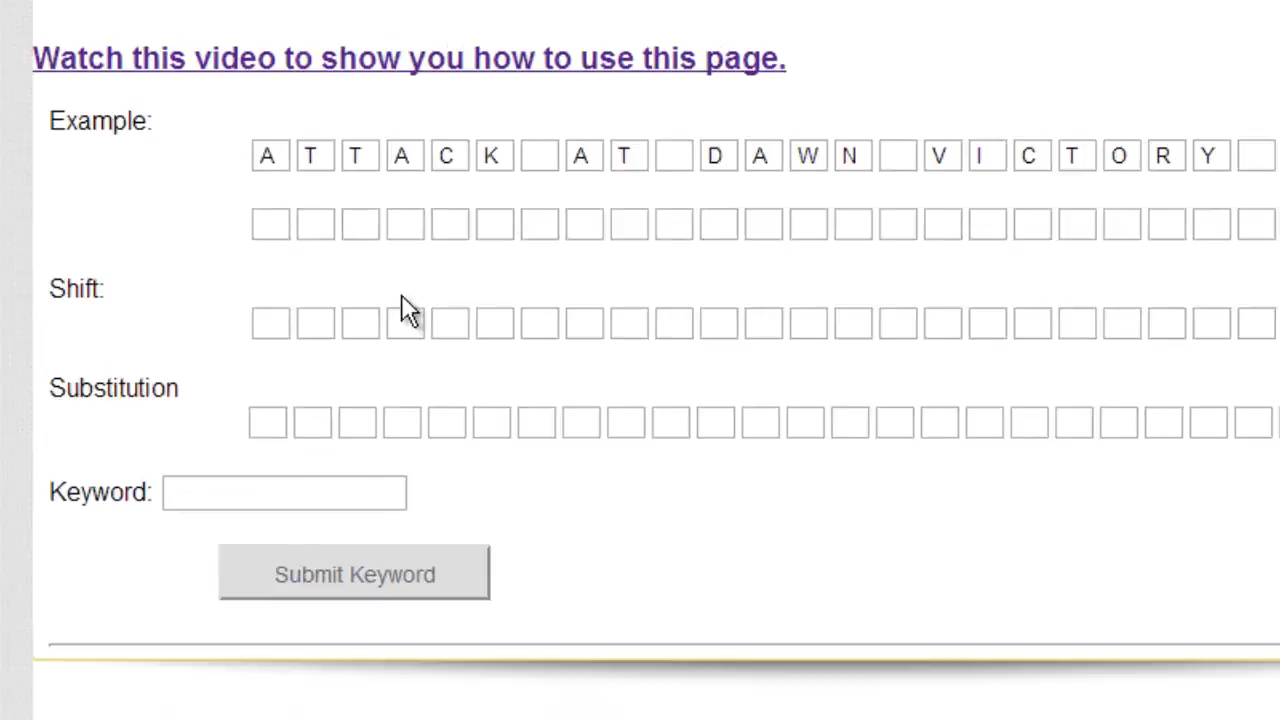 Watch this video to show you how to use this page.
Example:
A T T A C K A T D A W N V I C T O R Y
Shift:
Substitution
Keyword:
Submit Keyword